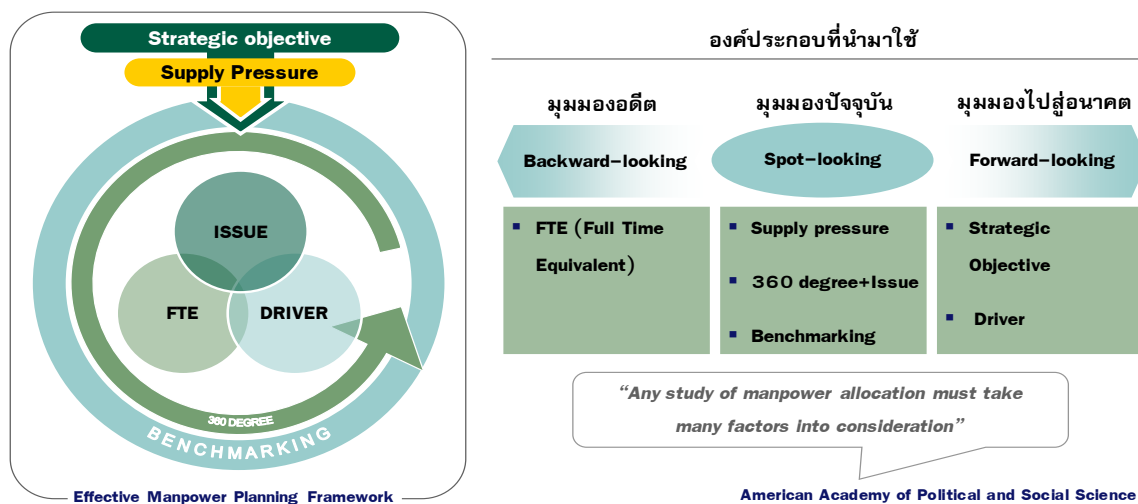 Strategic objective
Supply Pressure
ISSUE
FTE
DRIVER
360 DEGREE
BENCHMARKING
Effective Manpower Planning Framework
องค์ประกอบที่นำมาใช้
มุมมองอดีต
มุมมองปัจจุบัน
มุมมองไปสู่อนาคต
Backward-looking
Spot-looking
Forward-looking
▪ FTE (Full Time
Equivalent)
▪ Supply pressure
▪ 360 degree+Issue
▪ Benchmarking
▪ Strategic
Objective
▪ Driver
“Any study of manpower allocation must take
many factors into consideration”
American Academy of Political and Social Science